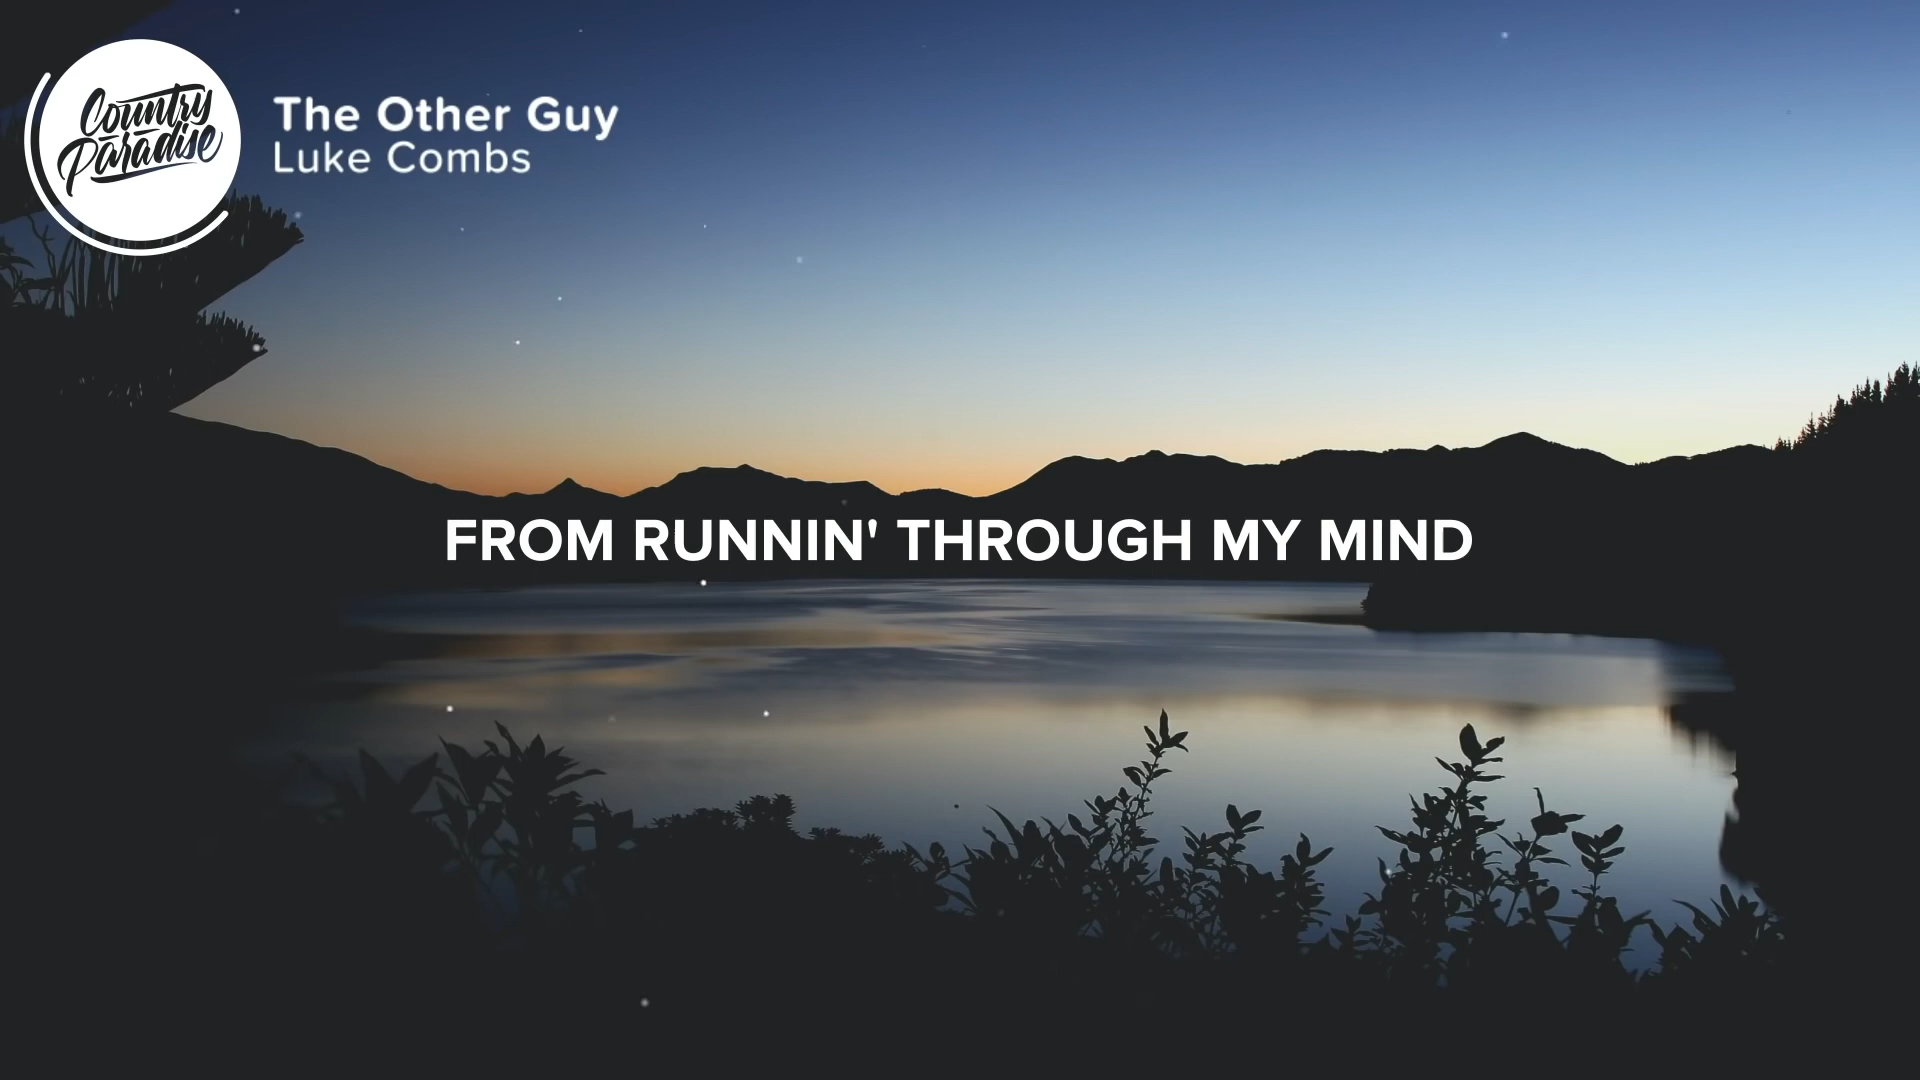 Country
Paradise
The Other Guy
Luke Combs
FROM RUNNIN' THROUGH MY MIND